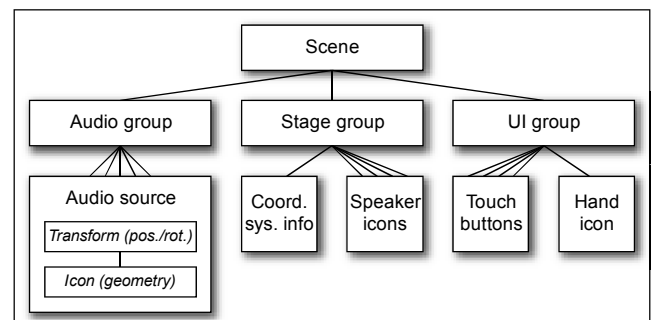 Scene
Audio group
Stage group
UI group
Audio source
Transform (pos./rot.)
Icon (geometry)
Coord.
sys. info
Speaker
icons
Touch
buttons
Hand
icon